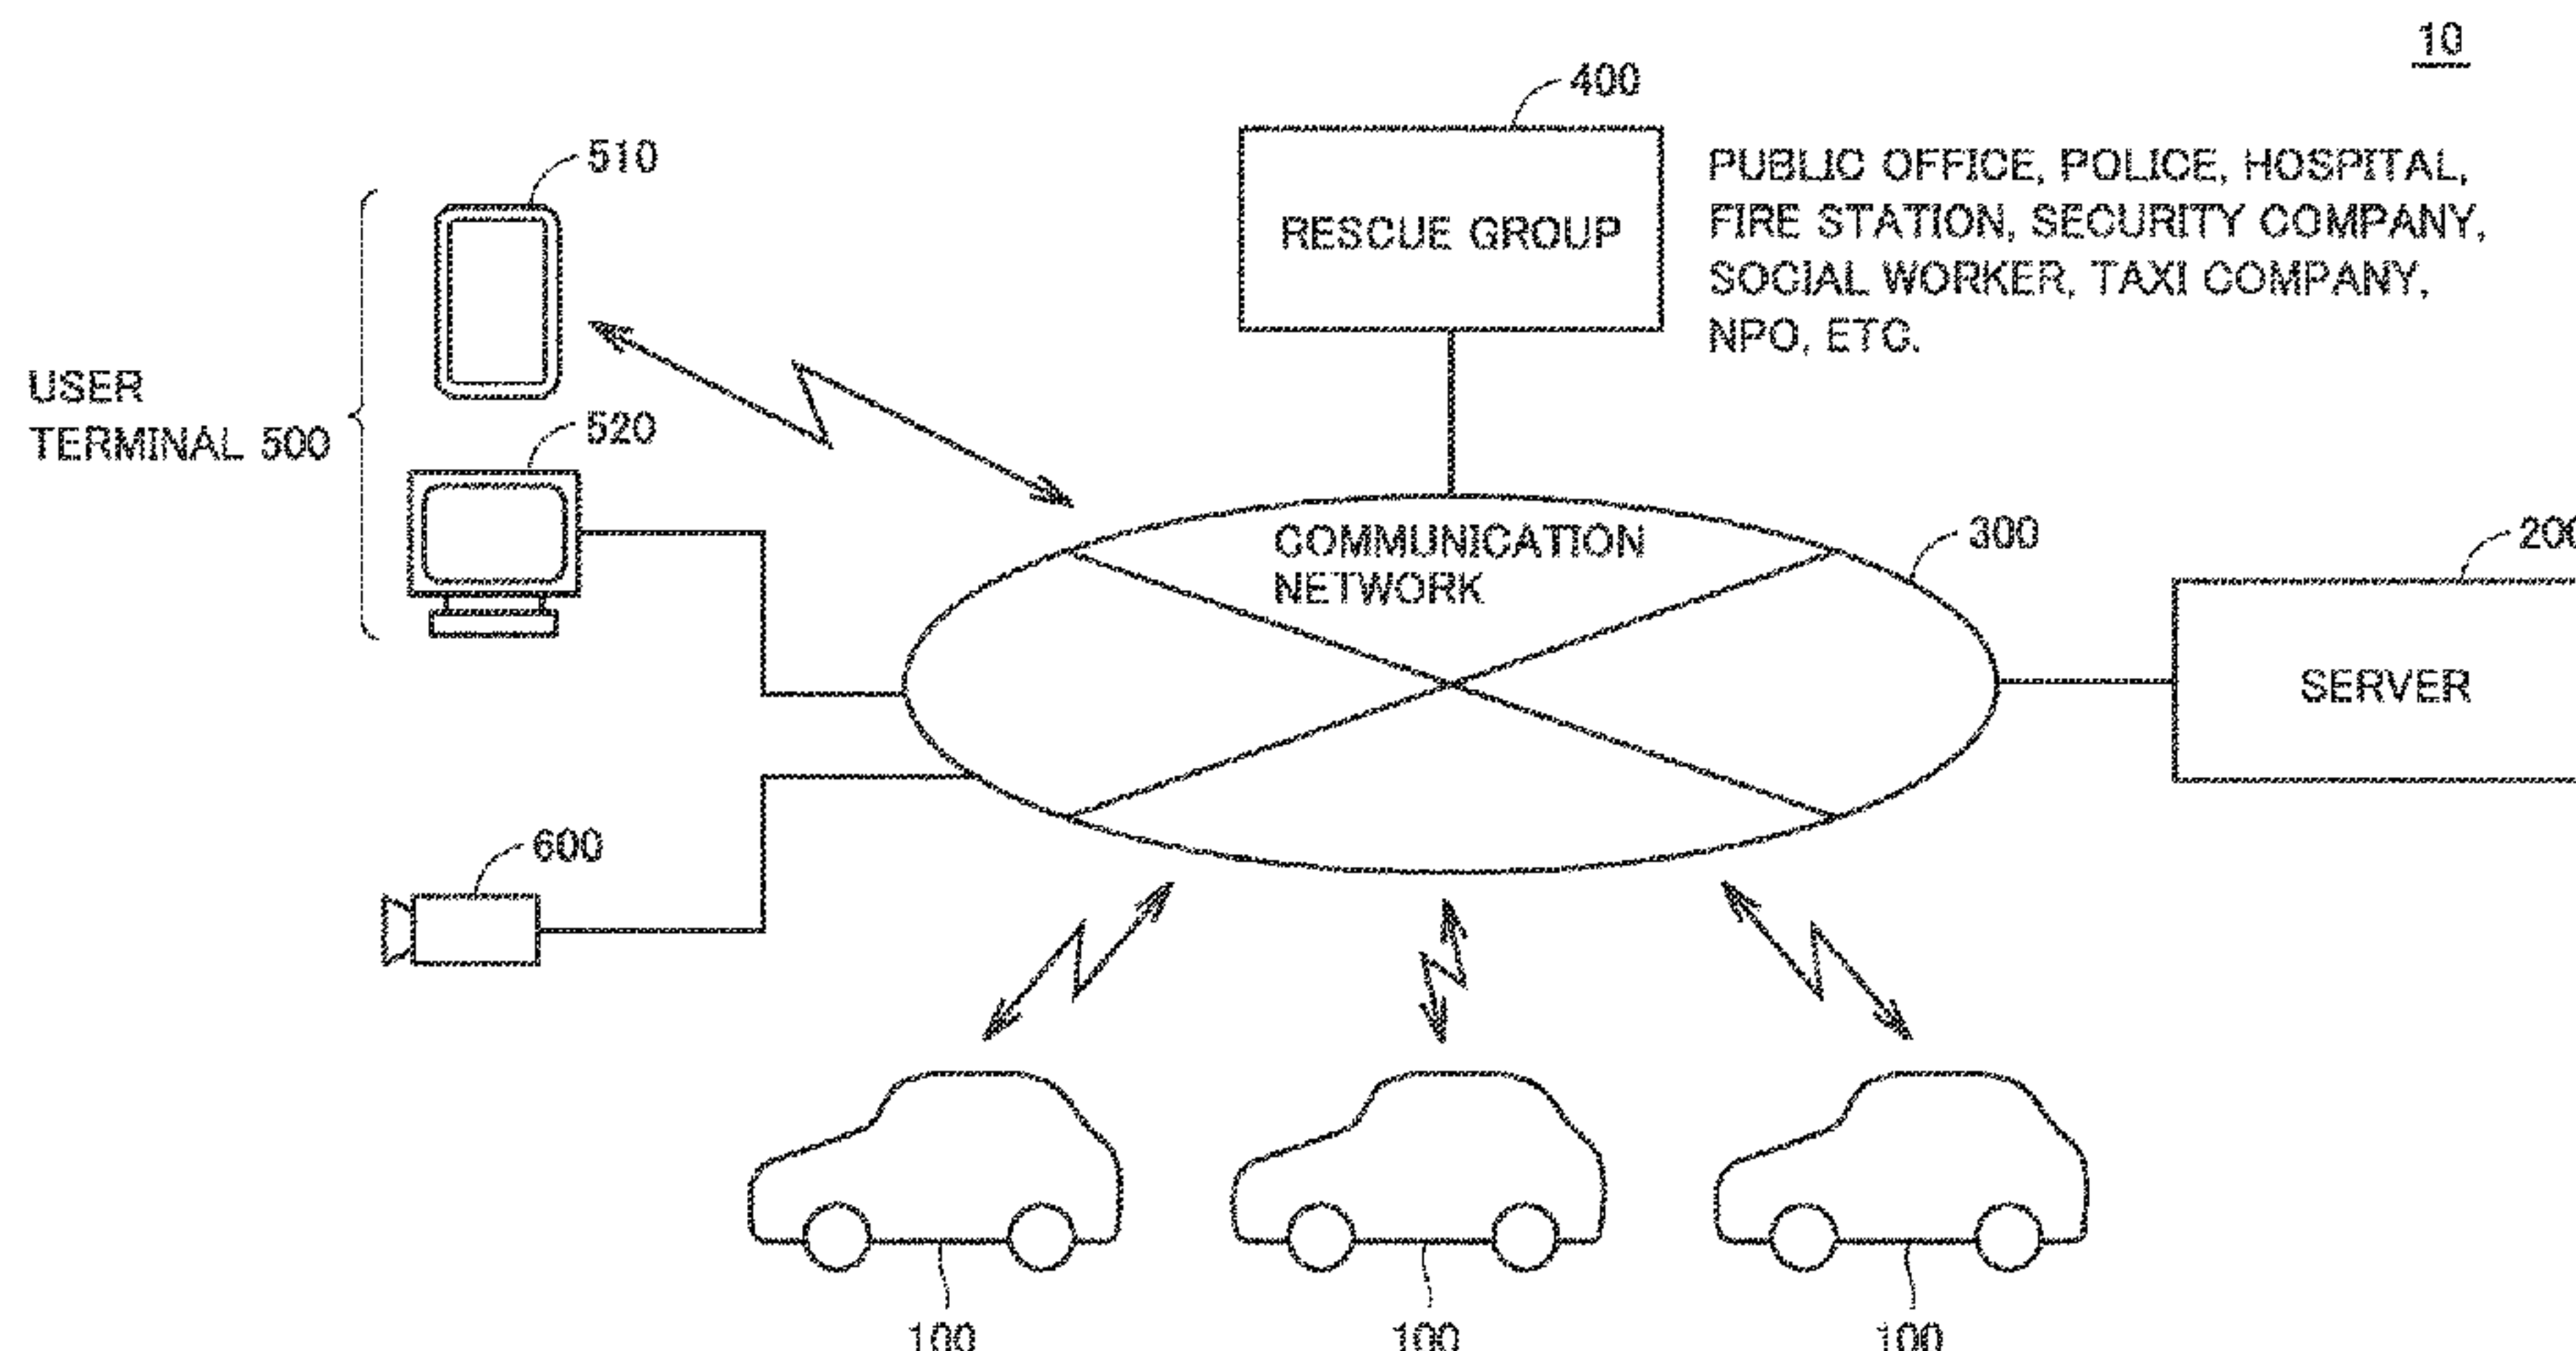 10
400
510
PUBLIC OFFICE, POLICE, HOSPITAL,
FIRE STATION, SECURITY COMPANY,
SOCIAL WORKER, TAXI COMPANY,
NPO, ETC.
RESCUE GROUP
USER
TERMINAL 500
520
COMMUNICATION
NETWORK
300
200
SERVER
600
100
100
100